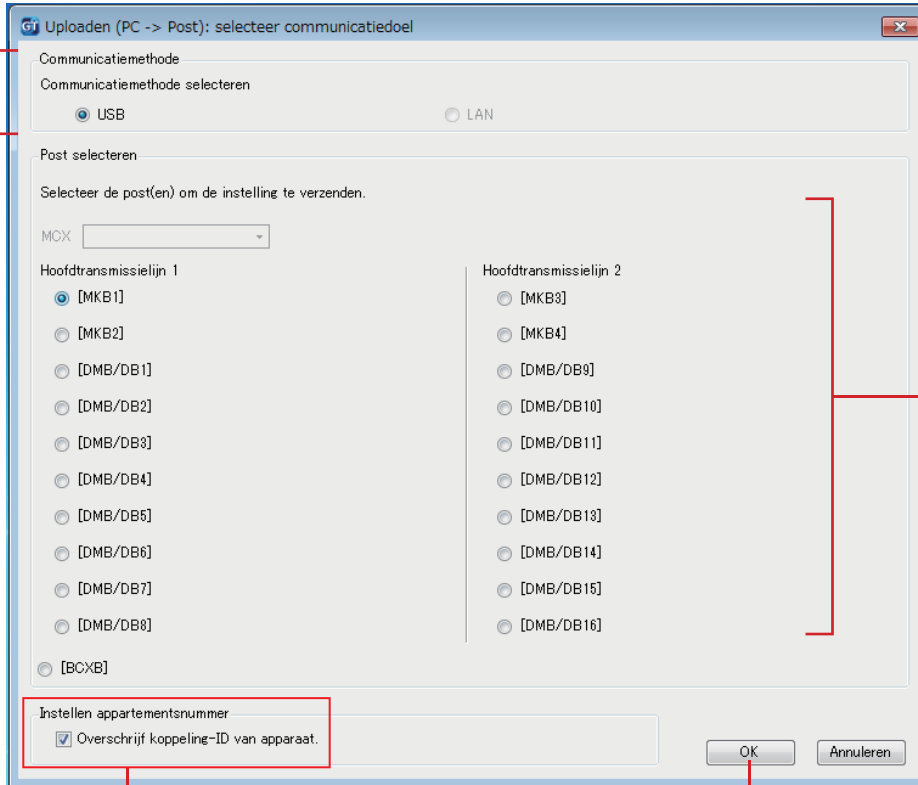 GT Uploaden (PC -> Post): selecteer communicatiedoel
Communicatiemethode
Communicatiemethode selecteren
USB
LAN
Post selecteren
Selecteer de post(en) om de instelling te verzenden.
MCX
Hoofdtransmissielijn 1
Hoofdtransmissielijn 2
[MKB1]
[MKB3]
[MKB2]
[MKB4]
[DMB/DB1]
[DMB/DB9]
[DMB/DB2]
[DMB/DB10]
[DMB/DB3]
[DMB/DB11]
[DMB/DB4]
[DMB/DB12]
[DMB/DB5]
[DMB/DB13]
[DMB/DB6]
[DMB/DB14]
[DMB/DB7]
[DMB/DB15]
[DMB/DB8]
[DMB/DB16]
[BCXB]
Instellen appartementsnummer
Overschrijf koppeling-ID van apparaat.
OK
Annuleren